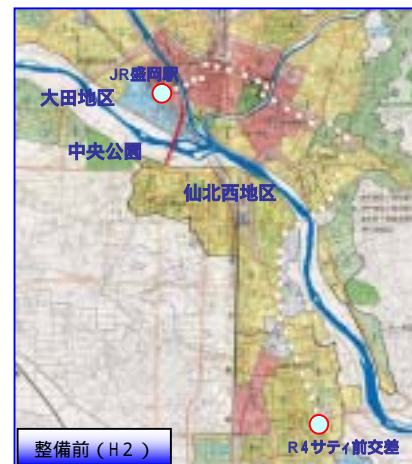 JR盛岡駅
大田地区
中央公園
仙北西地区
整備前(H2)
R4サティ前交差